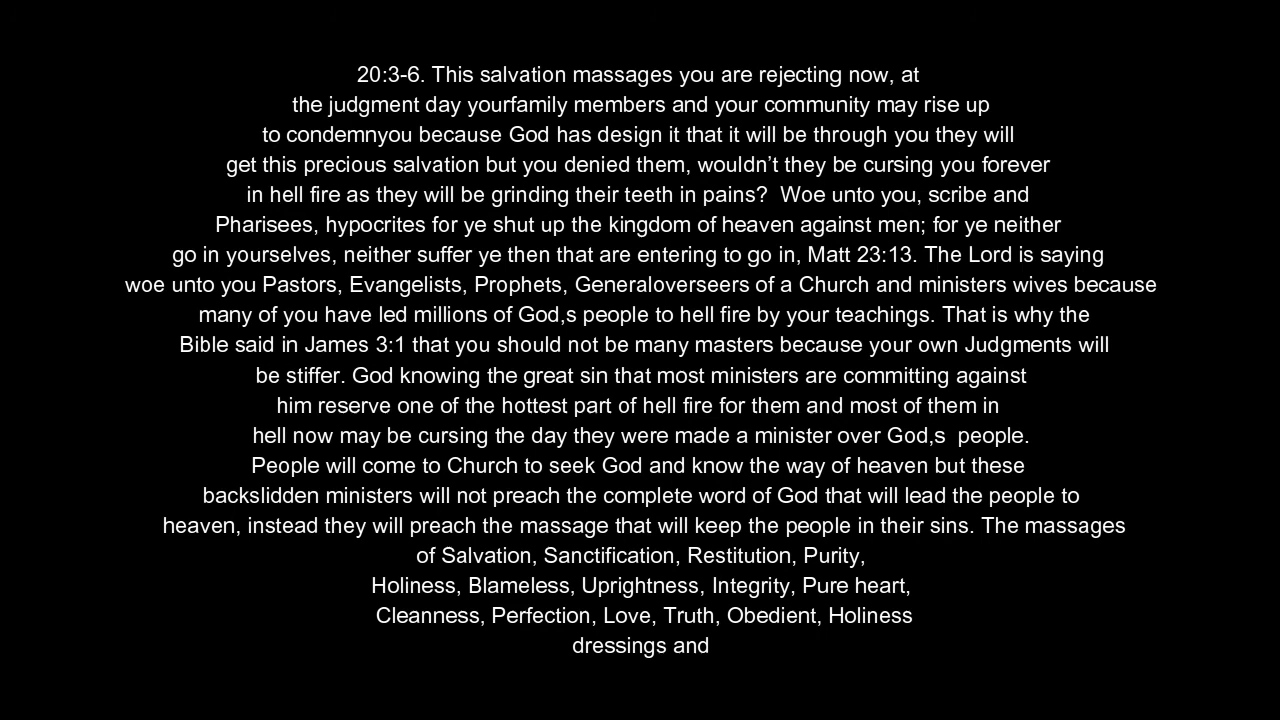 20:3-6. This salvation massages you are rejecting now, at
the judgment day yourfamily members and your community may rise up
to condemnyou because God has design it that it will be through you they will
get this precious salvation but you denied them, wouldn’t they be cursing you forever
in hell fire as they will be grinding their teeth in pains?  Woe unto you, scribe and
Pharisees, hypocrites for ye shut up the kingdom of heaven against men; for ye neither
go in yourselves, neither suffer ye then that are entering to go in, Matt 23:13. The Lord is saying
woe unto you Pastors, Evangelists, Prophets, Generaloverseers of a Church and ministers wives because
many of you have led millions of God,s people to hell fire by your teachings. That is why the
Bible said in James 3:1 that you should not be many masters because your own Judgments will
be stiffer. God knowing the great sin that most ministers are committing against
him reserve one of the hottest part of hell fire for them and most of them in
hell now may be cursing the day they were made a minister over God,s  people.
People will come to Church to seek God and know the way of heaven but these
backslidden ministers will not preach the complete word of God that will lead the people to
heaven, instead they will preach the massage that will keep the people in their sins. The massages
of Salvation, Sanctification, Restitution, Purity,
Holiness, Blameless, Uprightness, Integrity, Pure heart,
Cleanness, Perfection, Love, Truth, Obedient, Holiness
dressings and